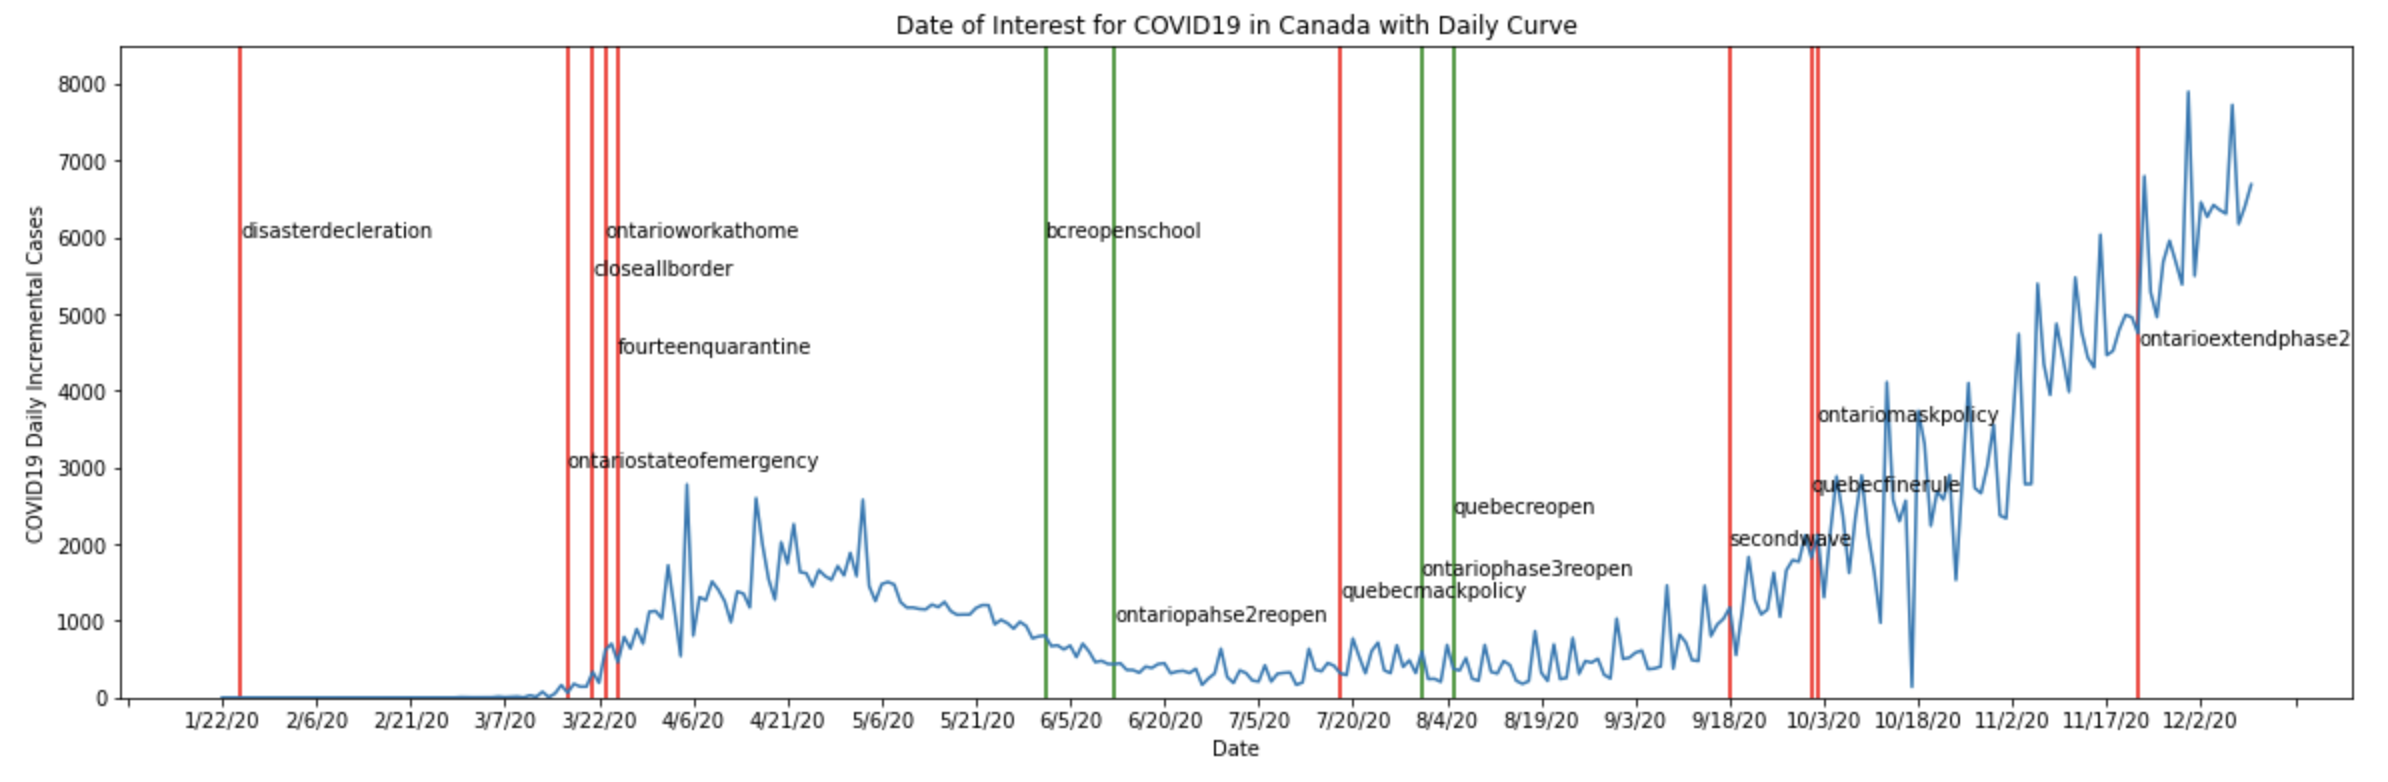 Date of Interest for COVID19 in Canada with Daily Curve
COVID19 Daily Incremental Cases
8000
7000
6000
5000
4000
3000
2000
1000
0
disasterdecleration
ontarioworkathome
bcreopenschool
closeallborder
ontarioextendphase2
fourteenquarantine
ontariomaskpolicy
ontariostateofemergency
quebecfinerule
quebecreopen
secondwave
ontariophase3reopen
quebecmackpolicy
ontariopahse2reopen
1/22/20 2/6/20 2/21/20 3/7/20 3/22/20 4/6/20 4/21/20 5/6/20 5/21/20 6/5/20 6/20/20 7/5/20 7/20/20 8/4/20 8/19/20 9/3/20 9/18/20 10/3/20 10/18/20 11/2/20 11/17/20 12/2/20
Date